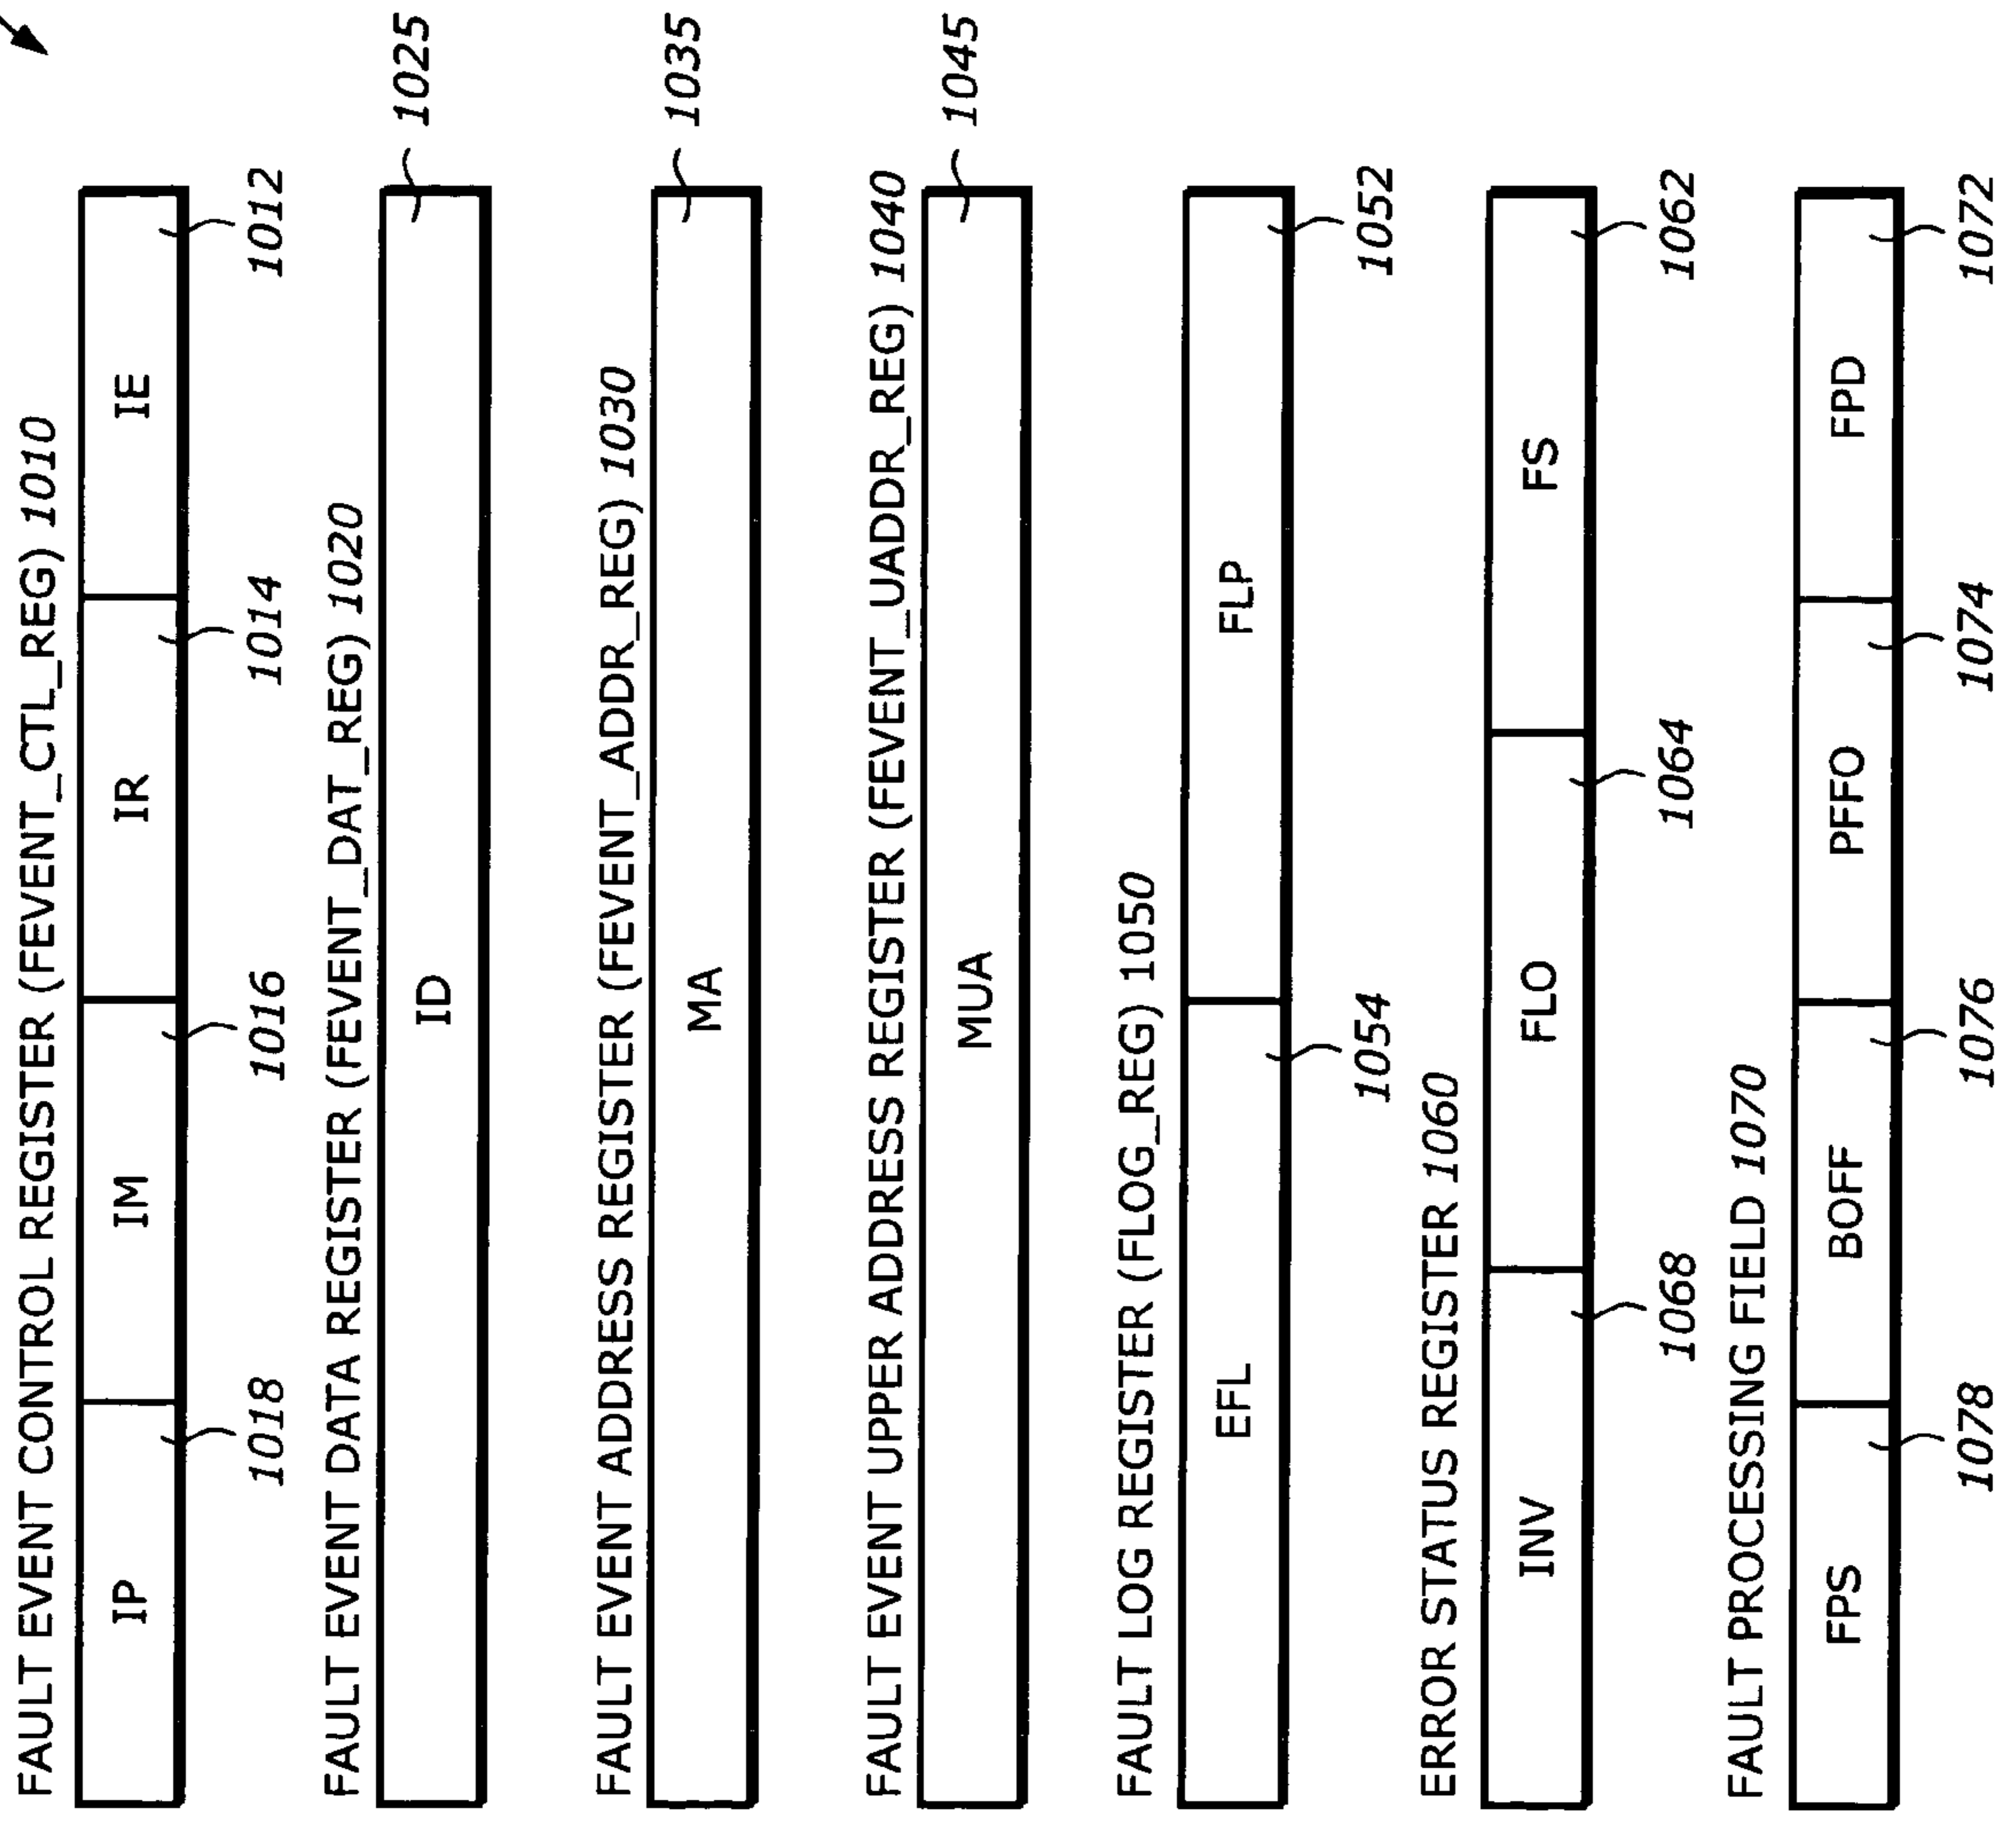 FAULT EVENT CONTROL REGISTER (FEVENT_CTL_REG) 1010
IP IM IR IE
1018 1016 1014 1012
FAULT EVENT DATA REGISTER (FEVENT_DAT_REG) 1020
ID
1025
FAULT EVENT ADDRESS REGISTER (FEVENT_ADDR_REG) 1030
MA
1035
FAULT EVENT UPPER ADDRESS REGISTER (FEVENT_UADDR_REG) 1040
MUA
1045
FAULT LOG REGISTER (FLOG_REG) 1050
EFL FLP
1054 1052
ERROR STATUS REGISTER 1060
INV FLO FS
1068 1064 1062
FAULT PROCESSING FIELD 1070
FPS BOFF PFFO FPD
1078 1076 1074 1072